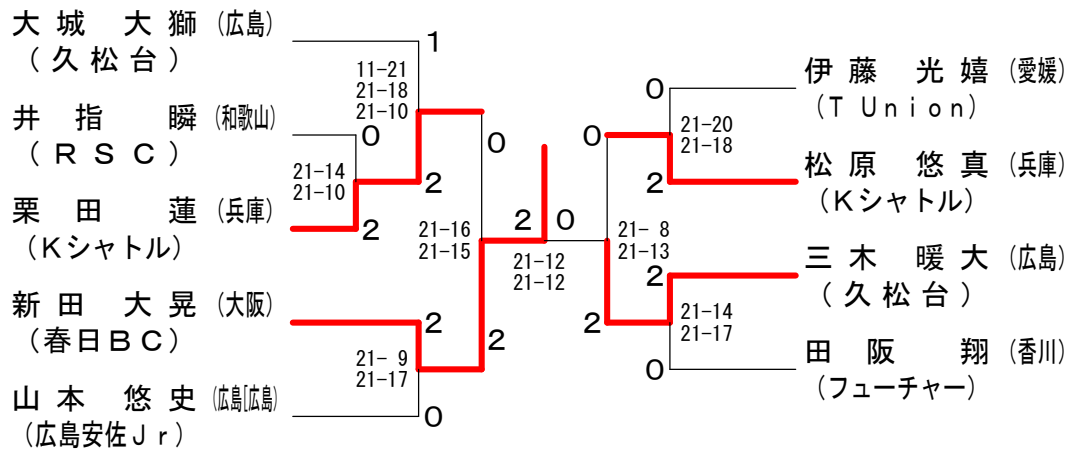 大城 大獅 (広島)
(久松台)
1
11-21
21-18
21-10
井指 瞬 (和歌山)
(RSC)
0
21-14
21-10
2
栗田 蓮 (兵庫)
(Kシャトル)
2
0
21-16
21-15
新田 大晃 (大阪)
(春日BC)
2
2
21- 9
21-17
山本 悠史 (広島[広島)
(広島安佐Jr)
0
2
0
21-12
21-12
伊藤 光嬉 (愛媛)
(T Union)
0
21-20
21-18
0
松原 悠真 (兵庫)
(Kシャトル)
2
21- 8
21-13
三木 暖大 (広島)
(久松台)
2
2
21-14
21-17
田阪 翔 (香川)
(フューチャー)
0